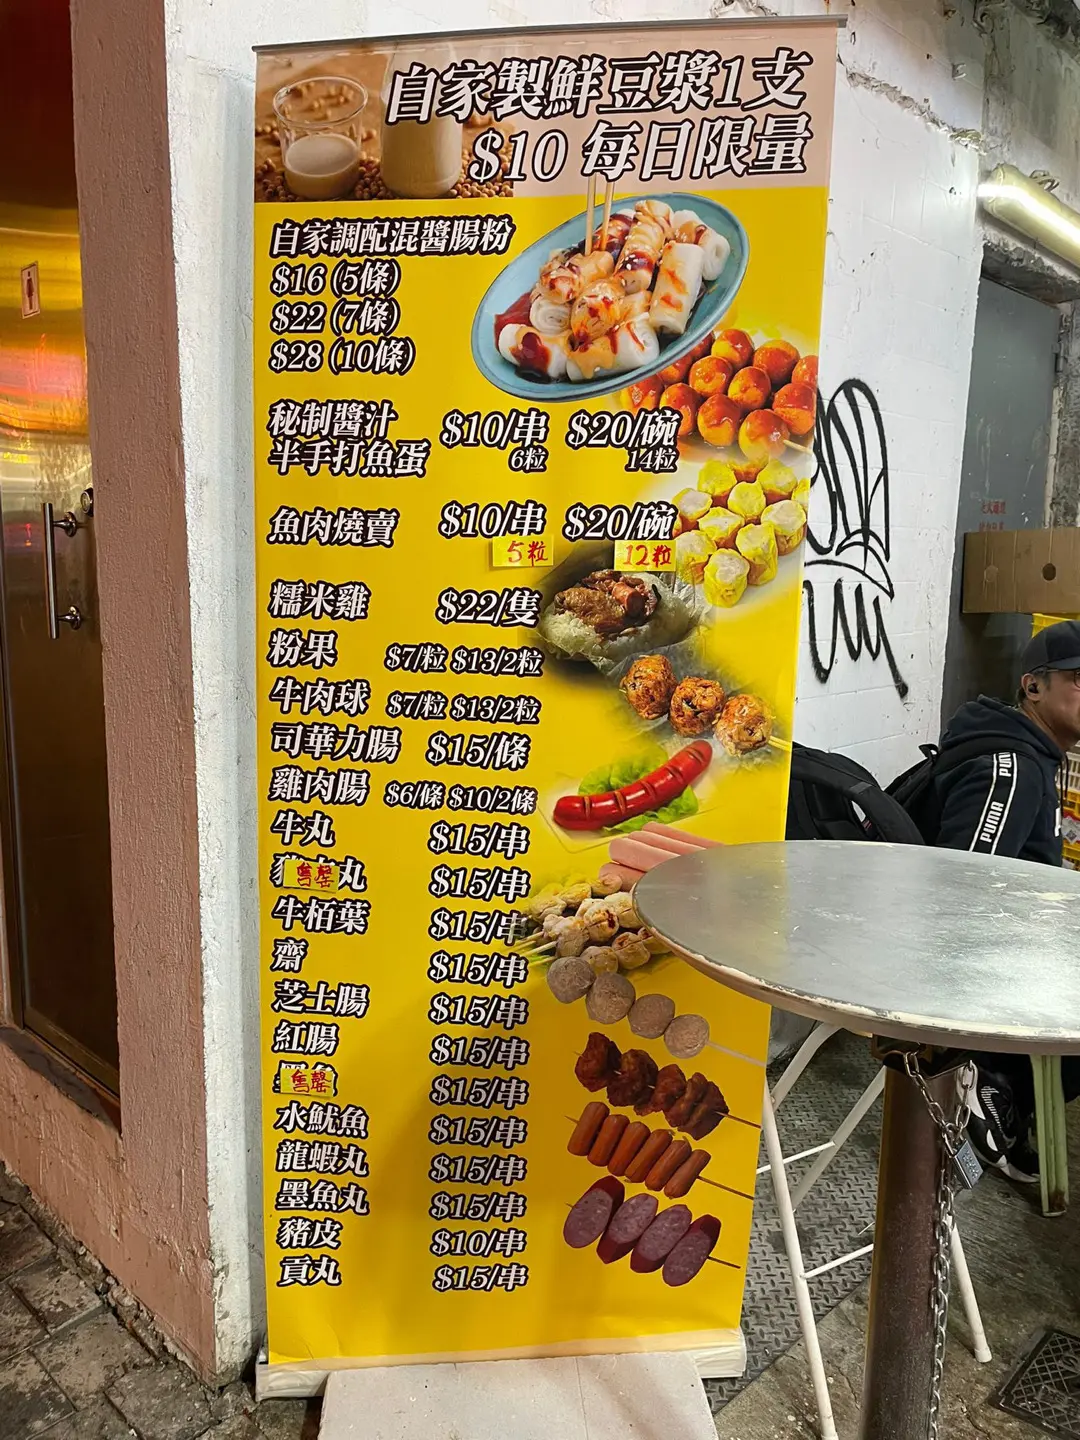 自家製鮮豆漿1支
$10 每日限量
自家調配混醬腸粉
$16 (5條)
$22 (7條)
$28 (10條)
秘制醬汁
半手打魚蛋 $10/串 $20/碗
6粒 14粒
魚肉燒賣 $10/串 $20/碗
5粒 12粒
糯米雞 $22/隻
粉果 $7/粒 $13/2粒
牛肉球 $7/粒 $13/2粒
司華力腸 $15/條
雞肉腸 $6/條 $10/2條
牛丸 $15/串
售罄丸 $15/串
牛栢葉 $15/串
齋 $15/串
芝士腸 $15/串
紅腸 $15/串
售罄 $15/串
水魷魚 $15/串
龍蝦丸 $15/串
墨魚丸 $15/串
豬皮 $10/串
貢丸 $15/串
PUMA